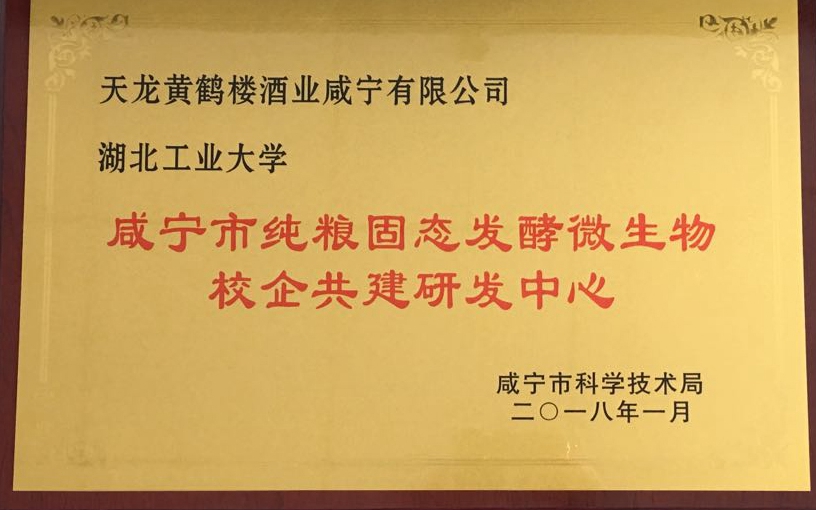 天龙黄鹤楼酒业咸宁有限公司
湖北工业大学
咸宁市纯粮固态发酵微生物
校企共建研发中心
咸宁市科学技术局
二〇一八年一月